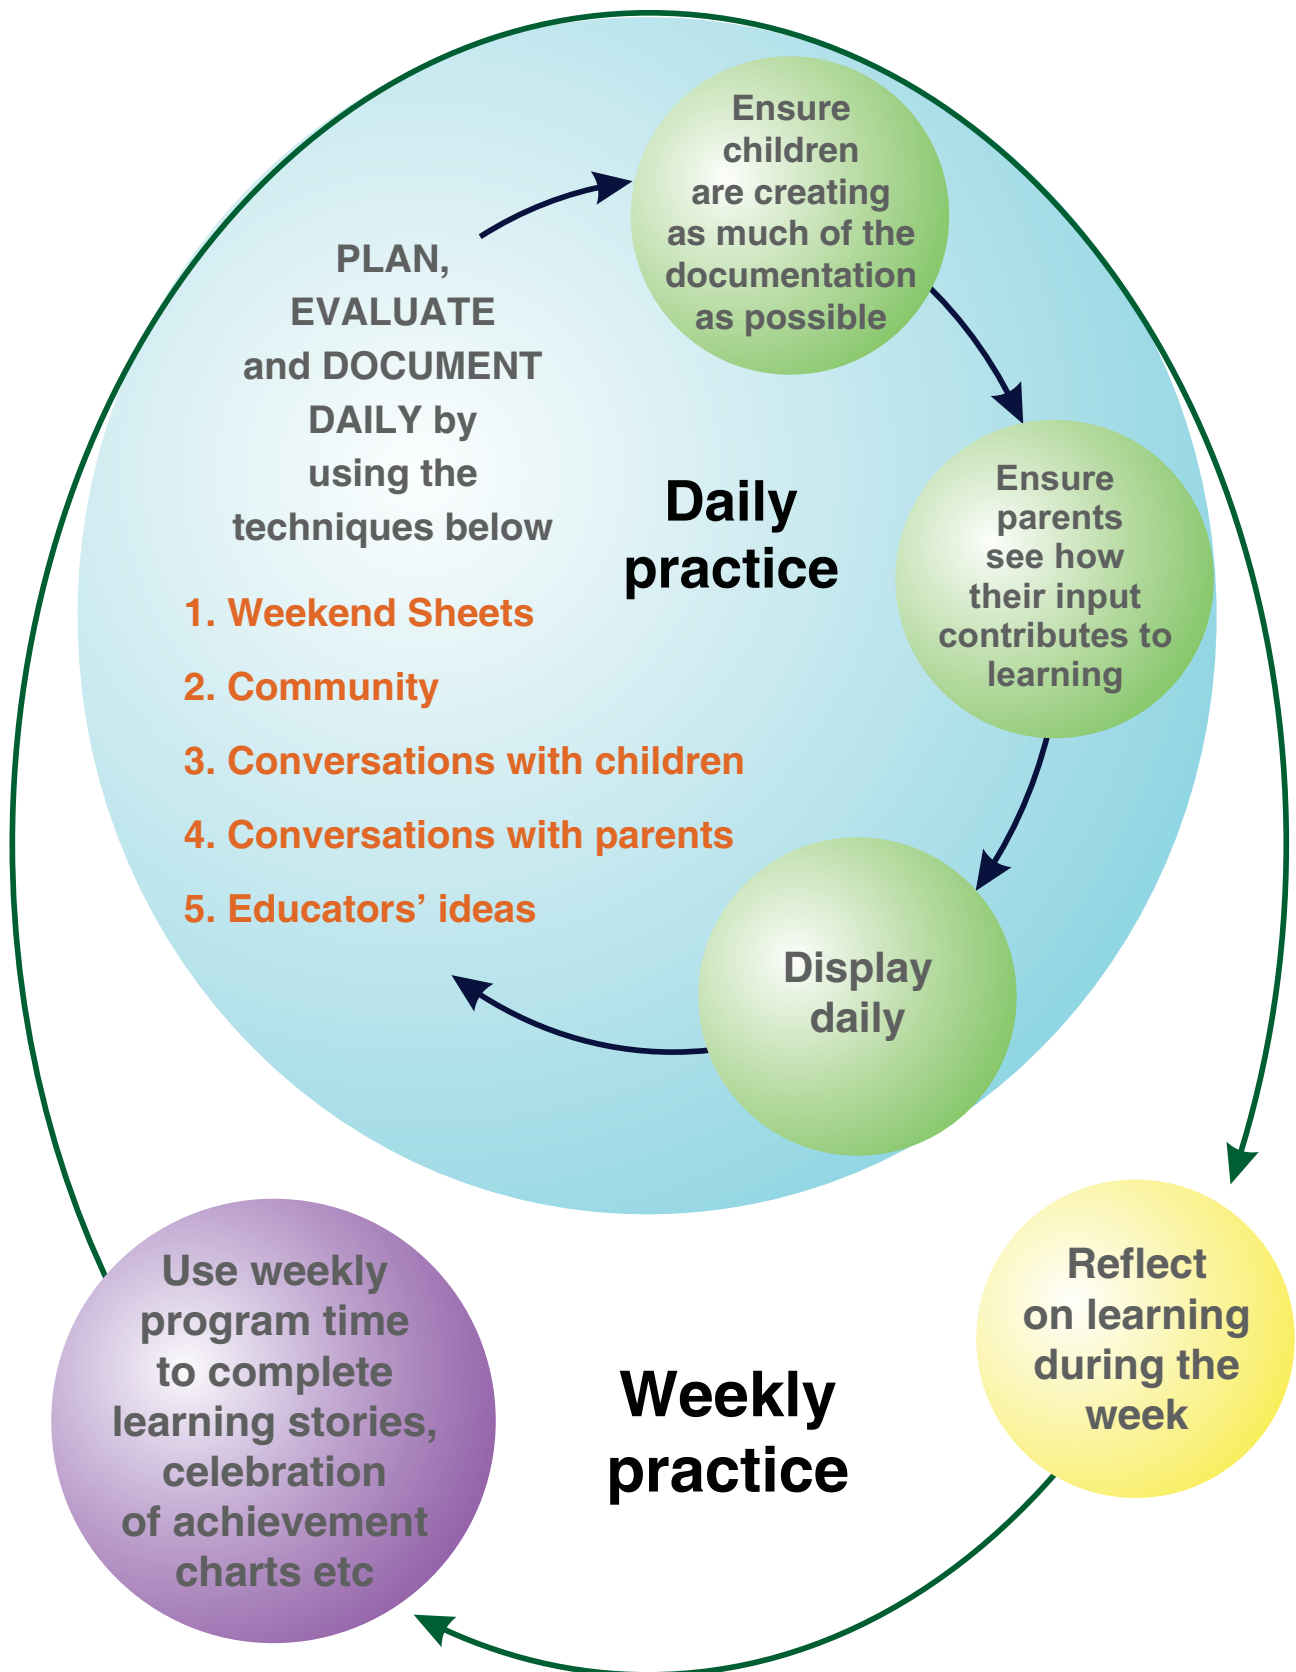 PLAN,
EVALUATE
and DOCUMENT
DAILY by
using the
techniques below
1. Weekend Sheets
2. Community
3. Conversations with children
4. Conversations with parents
5. Educators’ ideas
Daily
practice
Ensure
children
are creating
as much of the
documentation
as possible
Ensure
parents
see how
their input
contributes to
learning
Display
daily
Reflect
on learning
during the
week
Weekly
practice
Use weekly
program time
to complete
learning stories,
celebration
of achievement
charts etc